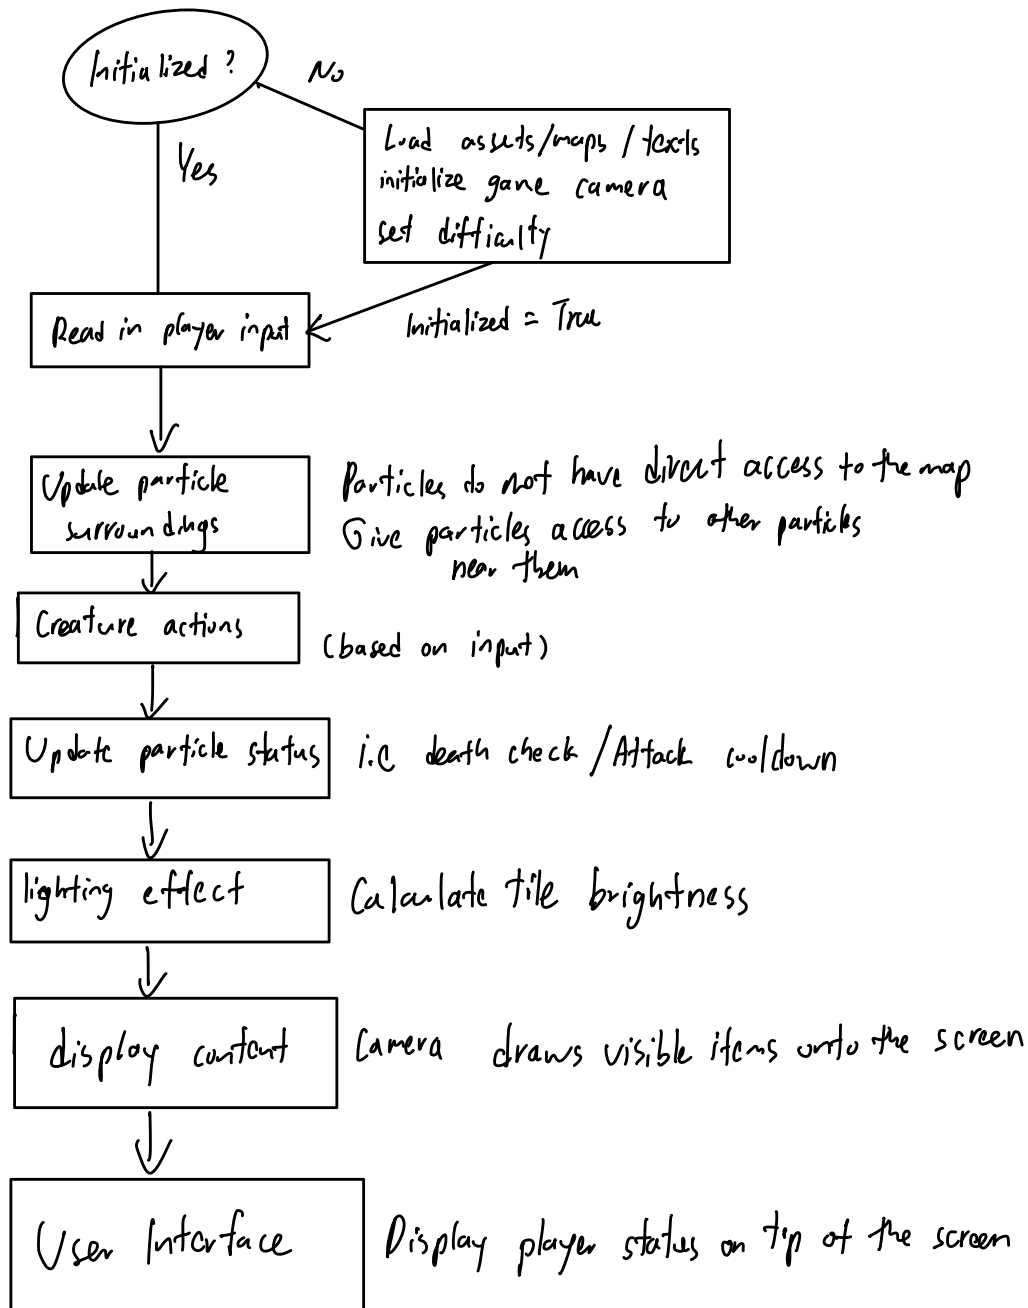 Initialized?
No
Yes
Load assets/maps/texts
initialize game camera
set difficulty
Read in player input
Initialized = True
Update particle
surroundings
Particles do not have direct access to the map
Give particles access to other particles
near them
Creature actions
(based on input)
Update particle status
i.e death check/Attack cooldown
lighting effect
Calculate tile brightness
display content
Camera draws visible items onto the screen
User Interface
Display player status on tip of the screen